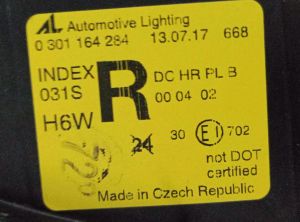 AL Automotive Lighting
0 301 164 284 13.07.17 668
INDEX R DC HR PL B
031S 00 04 02
H6W
24 30 E1 702
not DOT
certified
Made in Czech Republic